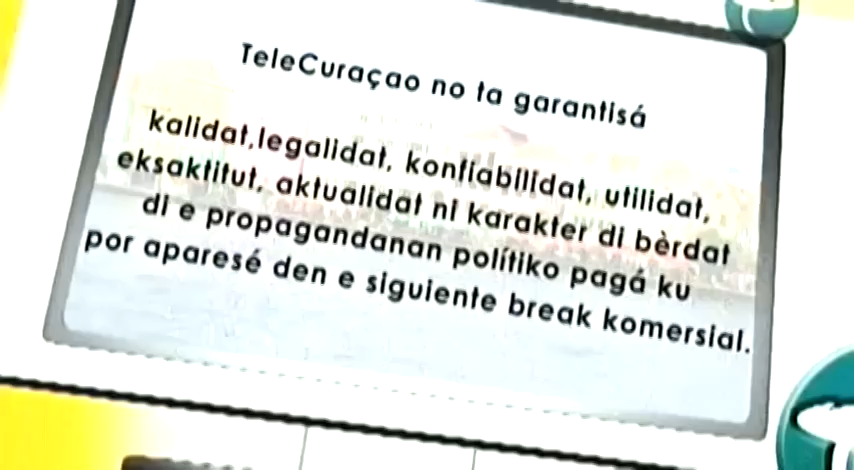 TeleCuraçao no ta garantisá
kalidat,legalidat, konfiabilidat, utilidat,
eksaktitut, aktualidat ni karakter di bèrdat
di e propagandanan polítiko pagá ku
por aparesé den e siguiente break komersial.